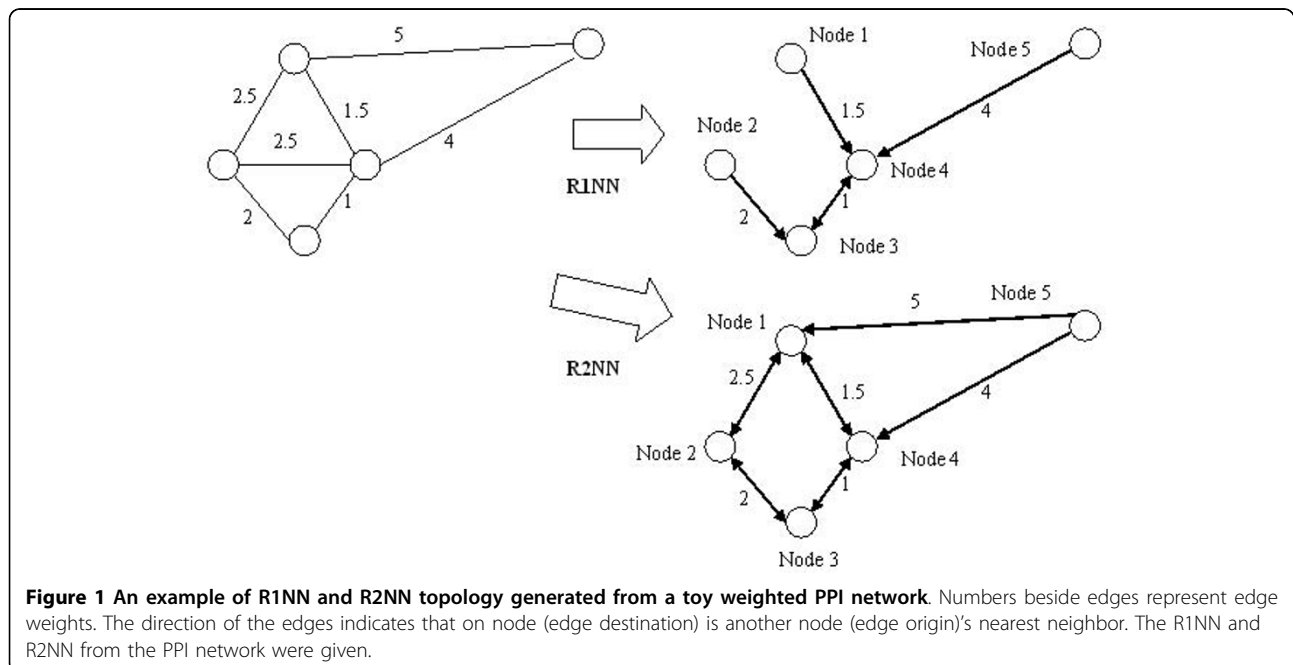 5
2.5
1.5
2.5
4
2
1
R1NN
Node 1
Node 5
1.5
4
Node 2
Node 4
2
1
Node 3
R2NN
5
Node 5
Node 1
2.5
1.5
4
Node 2
Node 4
2
1
Node 3
Figure 1 An example of R1NN and R2NN topology generated from a toy weighted PPI network. Numbers beside edges represent edge
weights. The direction of the edges indicates that on node (edge destination) is another node (edge origin)'s nearest neighbor. The R1NN and
R2NN from the PPI network were given.